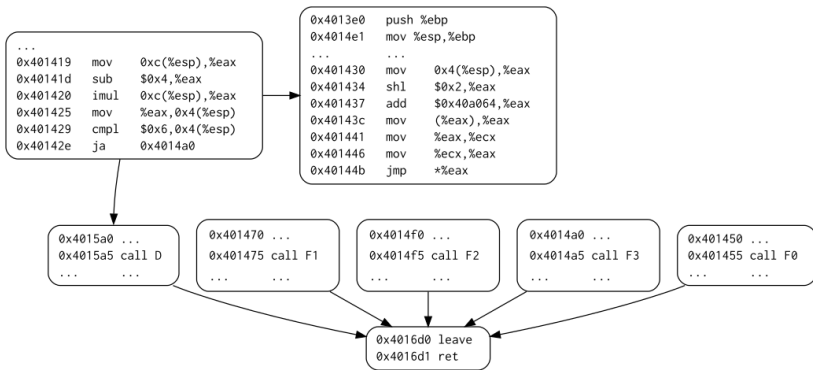 ...
0x401419 mov 0xc(%esp),%eax
0x40141d sub $0x4,%eax
0x401420 imul 0xc(%esp),%eax
0x401425 mov %eax,0x4(%esp)
0x401429 cmpl $0x6,0x4(%esp)
0x40142e ja 0x4014a0
0x4013e0 push %ebp
0x4014e1 mov %esp,%ebp
... ...
0x401430 mov 0x4(%esp),%eax
0x401434 shl $0x2,%eax
0x401437 add $0x40a064,%eax
0x40143c mov (%eax),%eax
0x401441 mov %eax,%ecx
0x401446 mov %ecx,%eax
0x40144b jmp *%eax
0x4015a0 ...
0x4015a5 call D
... ...
0x401470 ...
0x401475 call F1
... ...
0x4014f0 ...
0x4014f5 call F2
... ...
0x4014a0 ...
0x4014a5 call F3
... ...
0x401450 ...
0x401455 call F0
... ...
0x4016d0 leave
0x4016d1 ret